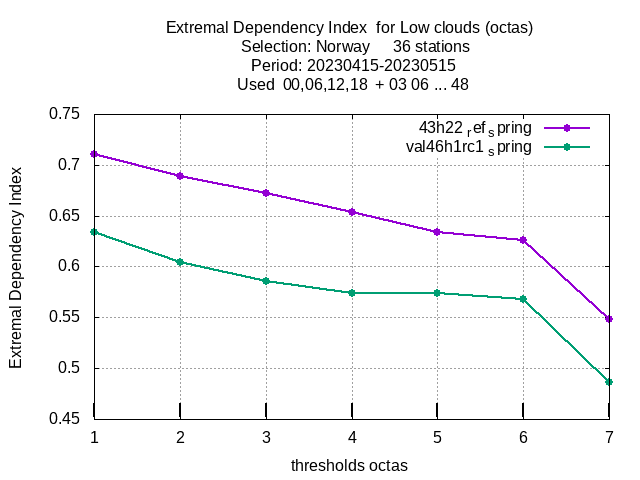 Extremal Dependency Index  for Low clouds (octas)
Selection: Norway     36 stations
Period: 20230415-20230515
Used  00,06,12,18  + 03 06 ... 48
43h22 ref spring
val46h1rc1 spring
Extremal Dependency Index
0.75
0.7
0.65
0.6
0.55
0.5
0.45
1 2 3 4 5 6 7
thresholds octas